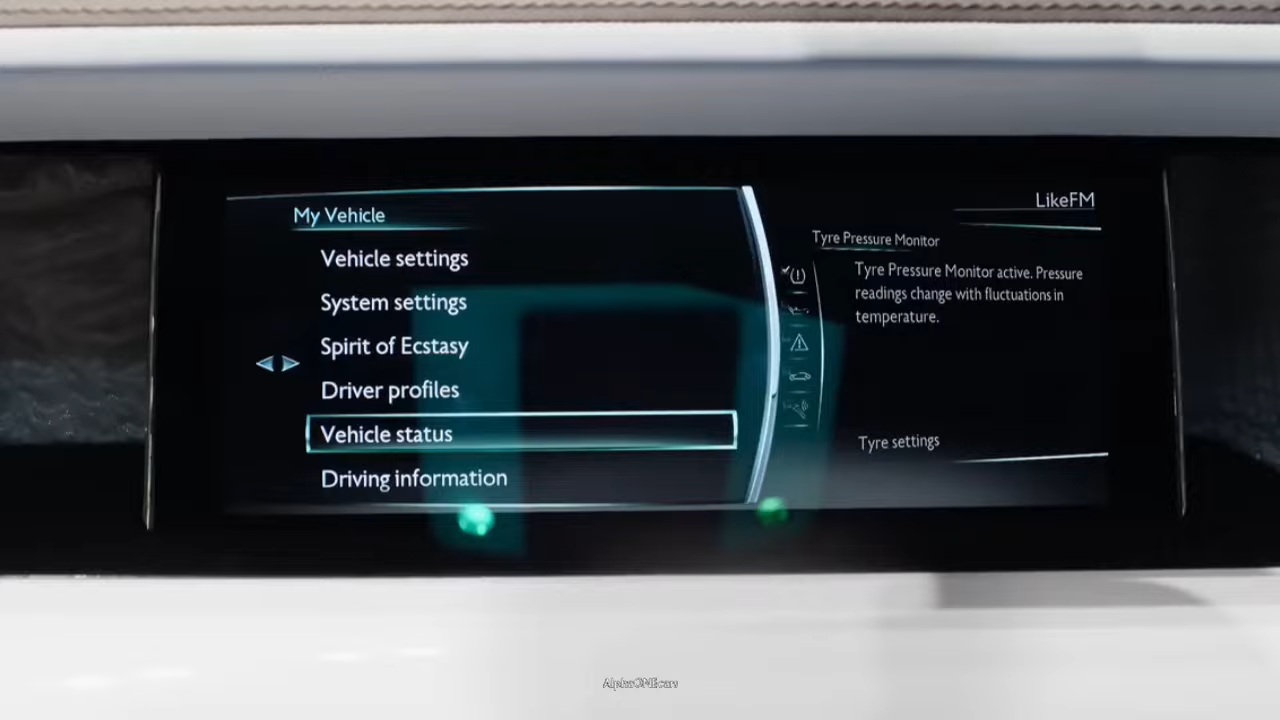 My Vehicle
Vehicle settings
System settings
Spirit of Ecstasy
Driver profiles
Vehicle status
Driving information
LikeFM
Tyre Pressure Monitor
Tyre Pressure Monitor active. Pressure
readings change with fluctuations in
temperature.
Tyre settings
AlphaONEcars